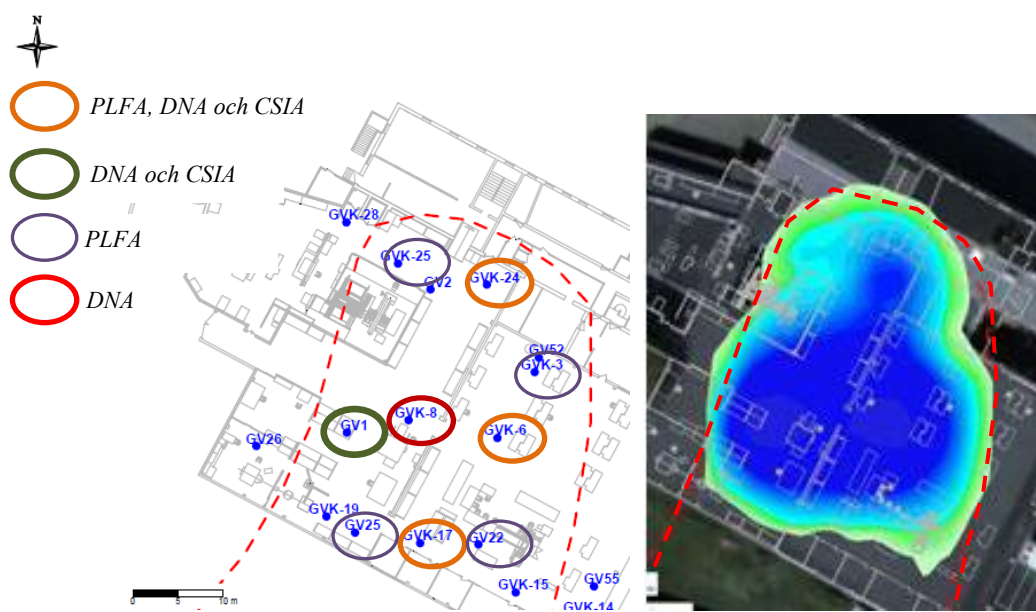 N
PLFA, DNA och CSIA
DNA och CSIA
PLFA
DNA
GVK-28
GVK-25
GV2
GVK-24
GV52
GVK-3
GVK-8
GV1
GVK-6
GV26
GVK-19
GV25
GVK-17
GV22
GVK-15
GV55
GVK-14
0 5 10 m